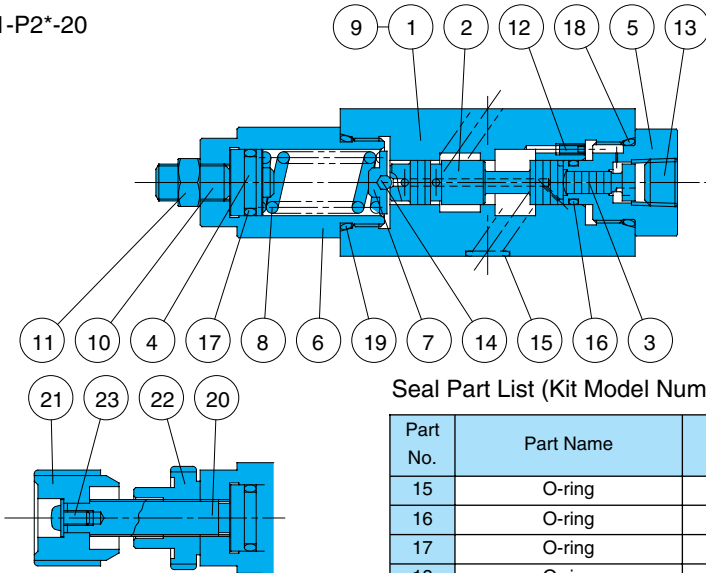 -P2*-20
9 1 2 12 18 5 13
11 10 4 17 8 6 19 7 14 15 16 3
21 23 22 20
Seal Part List (Kit Model Num
Part No. Part Name
15 O-ring
16 O-ring
17 O-ring